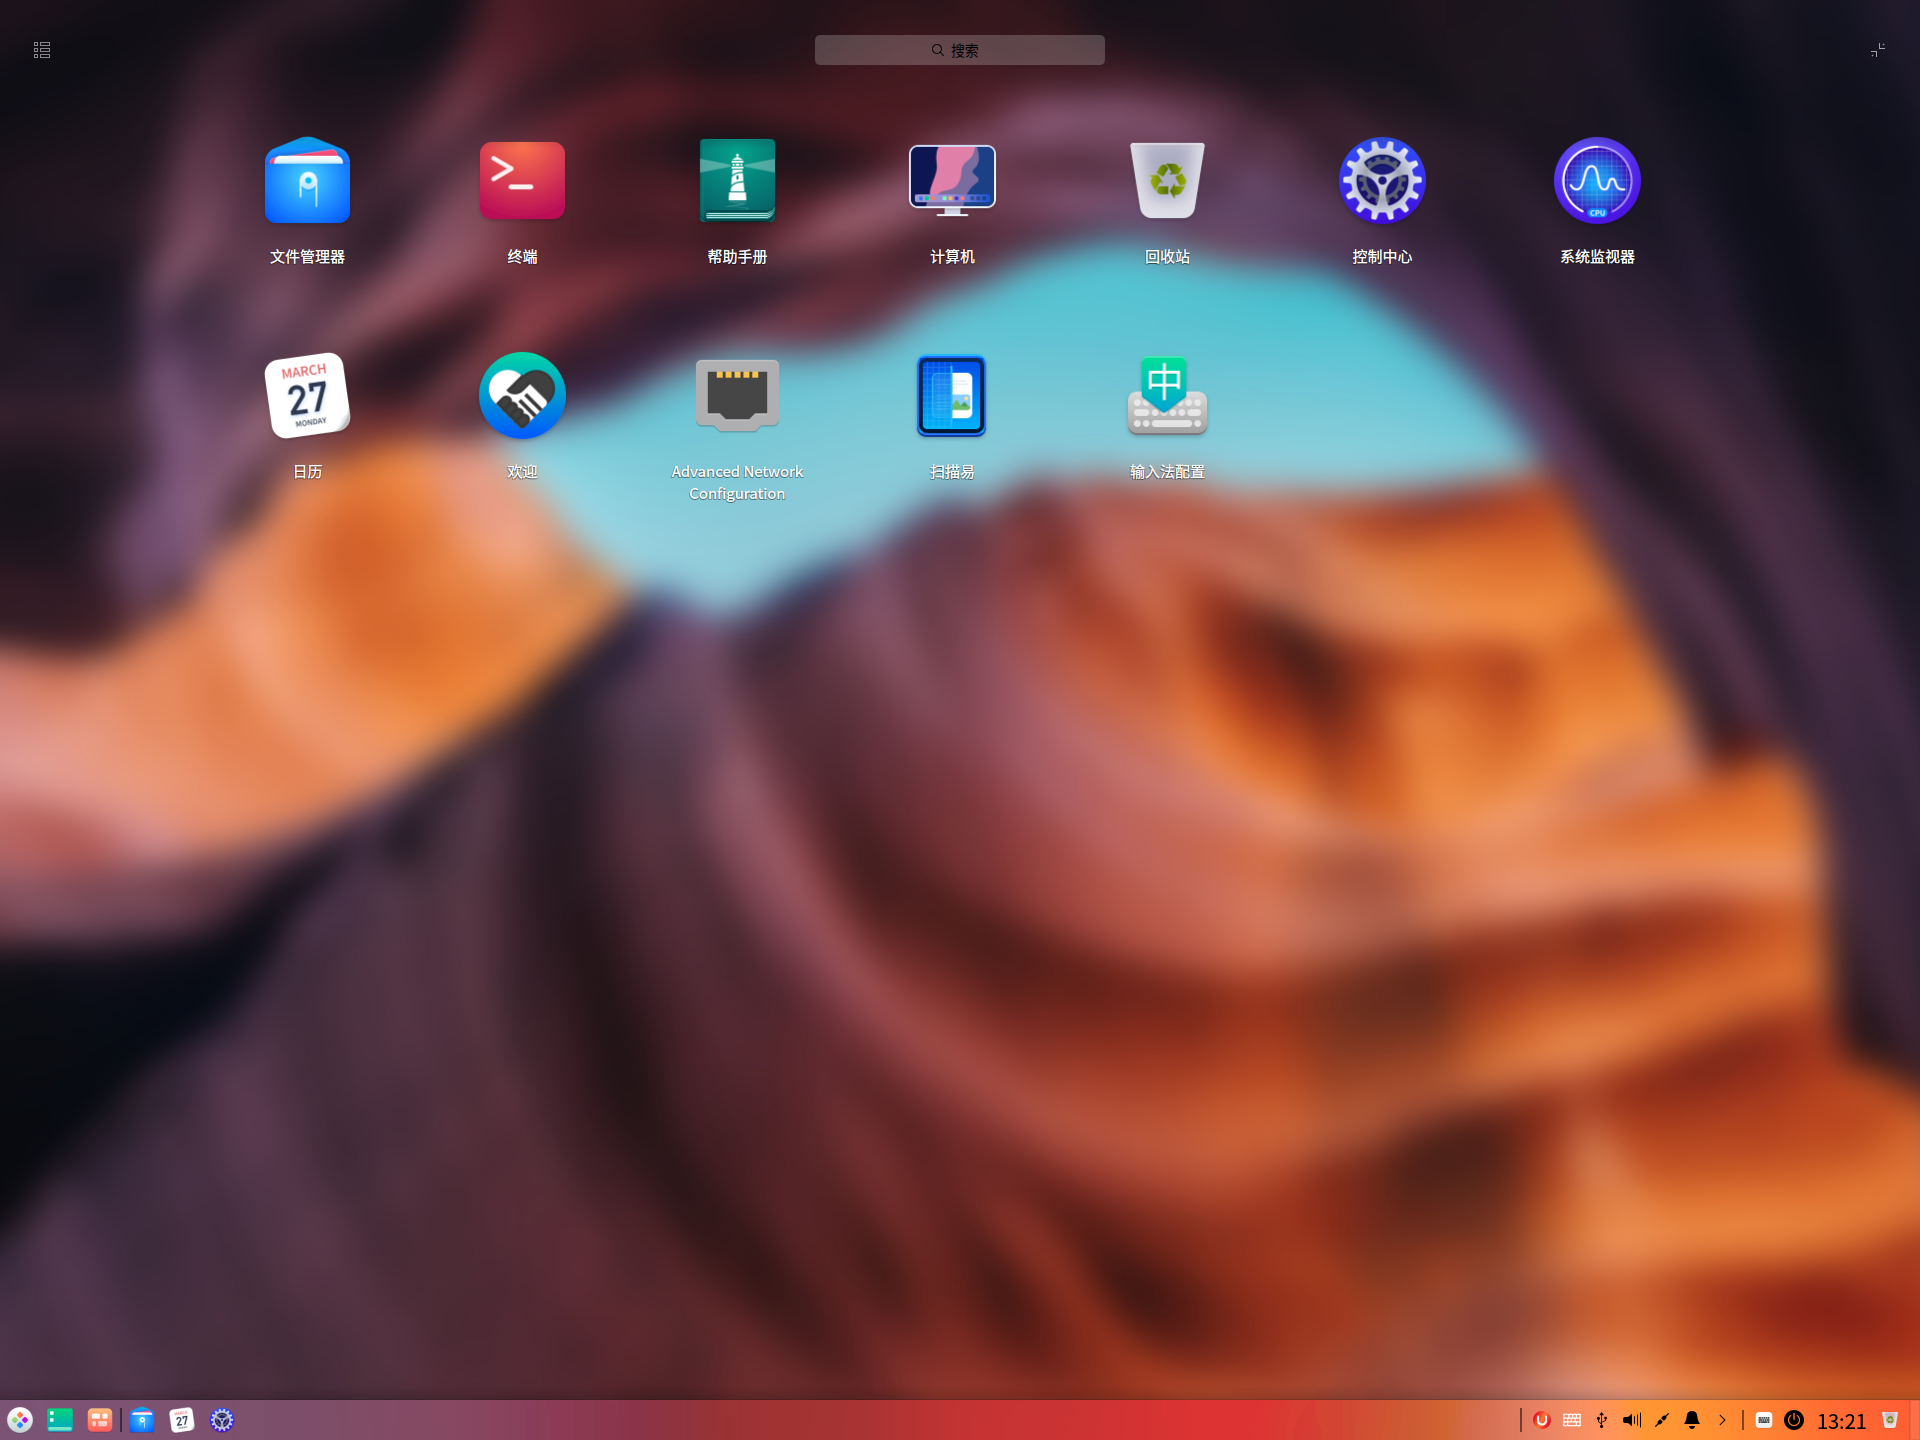 搜索
文件管理器
终端
帮助手册
计算机
回收站
控制中心
CPU
系统监视器
MARCH
27
MONDAY
日历
欢迎
Advanced Network
Configuration
扫描易
中
输入法配置
27
13:21